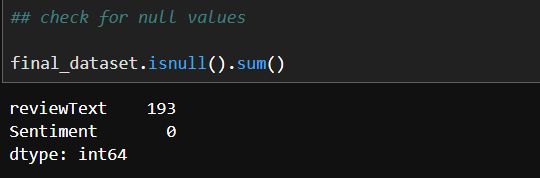 ## check for null values
final_dataset.isnull().sum()
reviewText    193
Sentiment       0
dtype: int64